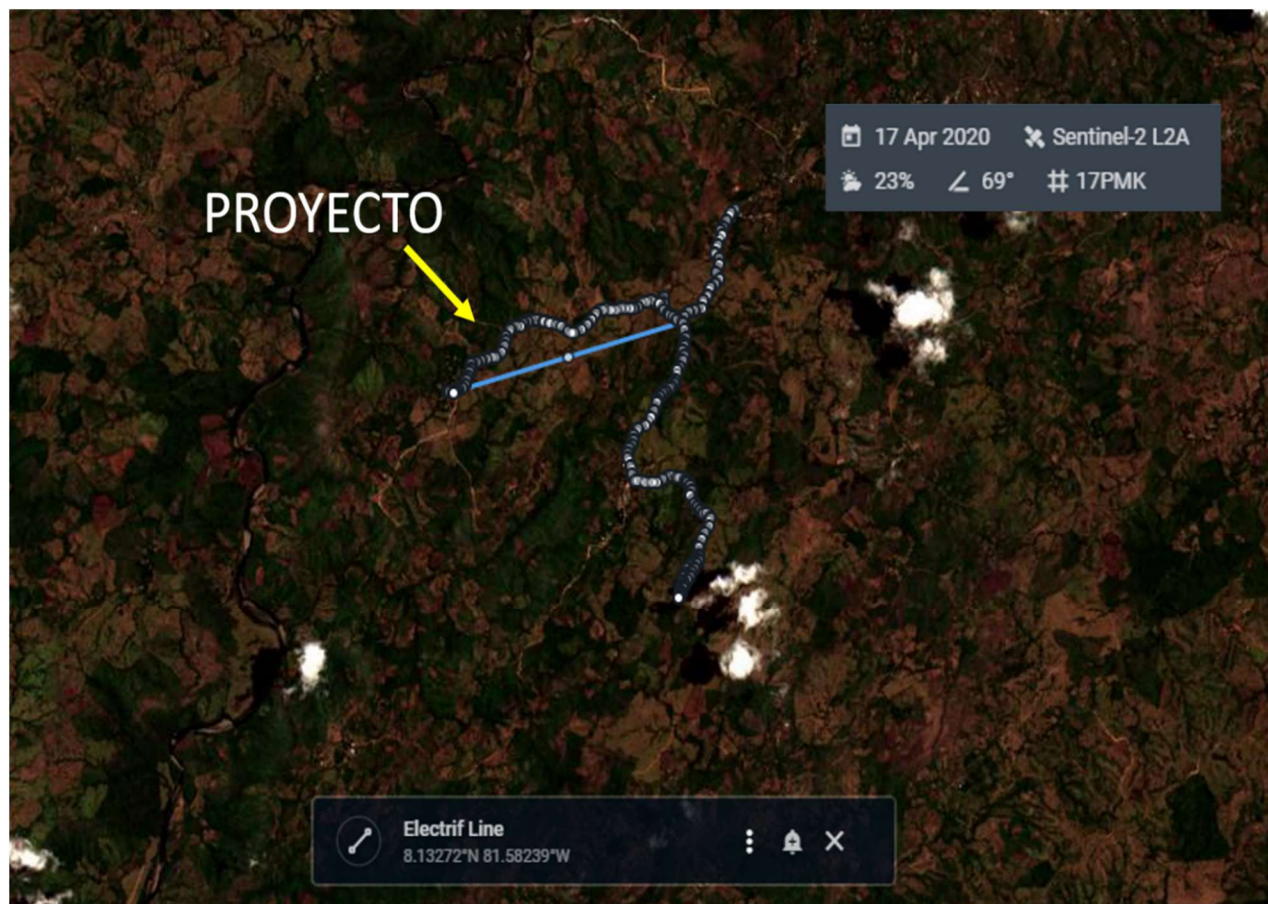 17 Apr 2020 Sentinel-2 L2A
23% 69° 17PMK
PROYECTO
Electrif Line
8.13272°N 81.58239°W